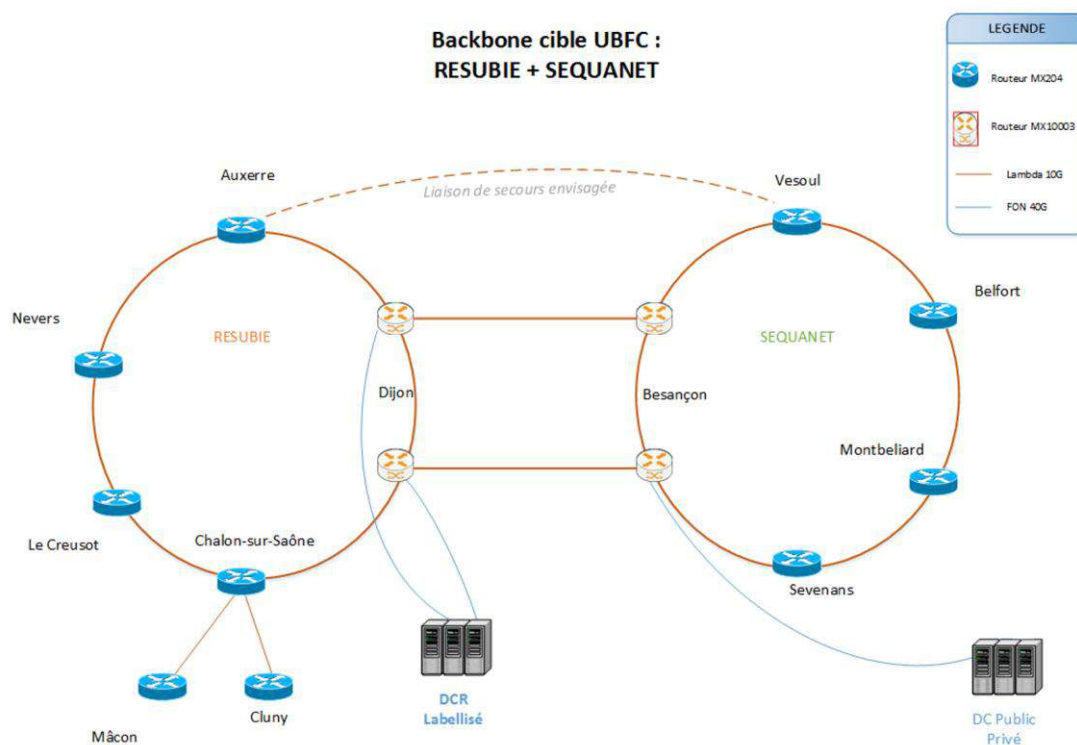 Backbone cible UBFC :
RESUBIE + SEQUANET
LEGENDE
Routeur MX204
Routeur MX10003
Lambda 10G
FON 40G
Auxerre
Liaison de secours envisagée
Vesoul
Nevers
RESUBIE
SEQUANET
Belfort
Dijon
Besançon
Montbeliard
Le Creusot
Chalon-sur-Saône
Sevenans
Mâcon
Cluny
DCR
Labellisé
DC Public
Privé